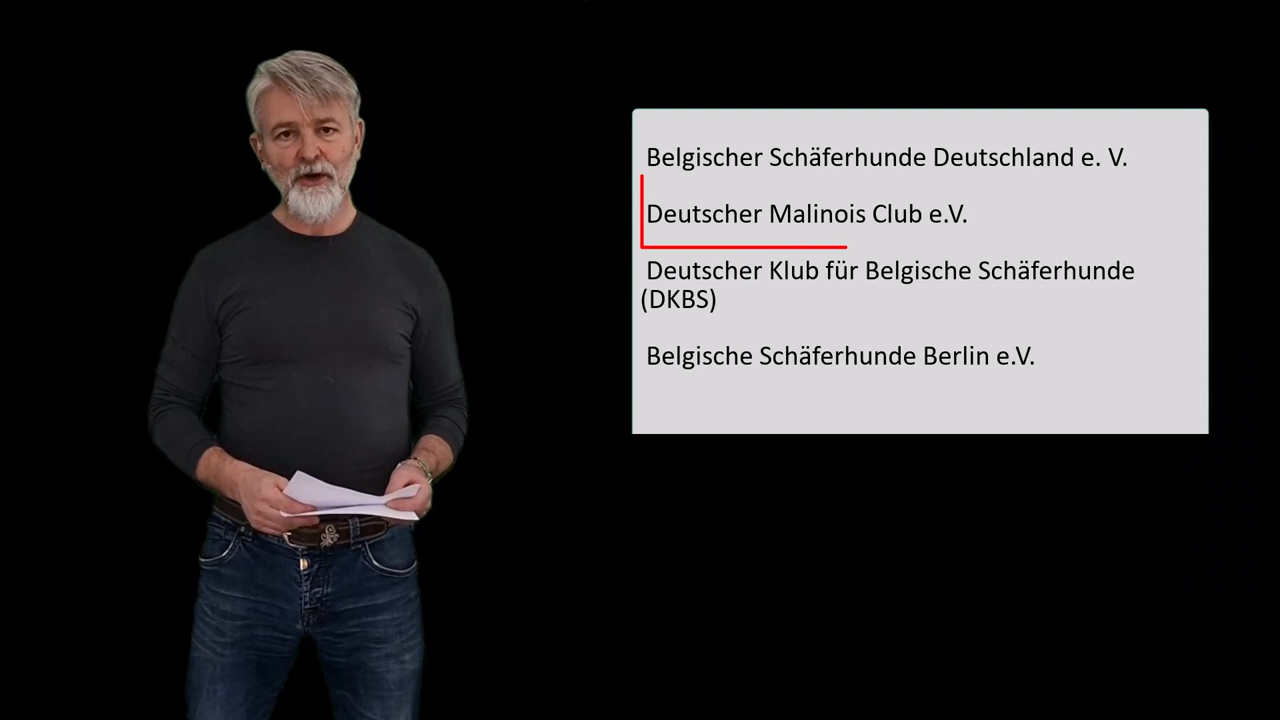 Belgischer Schäferhunde Deutschland e. V.
Deutscher Malinois Club e.V.
Deutscher Klub für Belgische Schäferhunde
(DKBS)
Belgische Schäferhunde Berlin e.V.